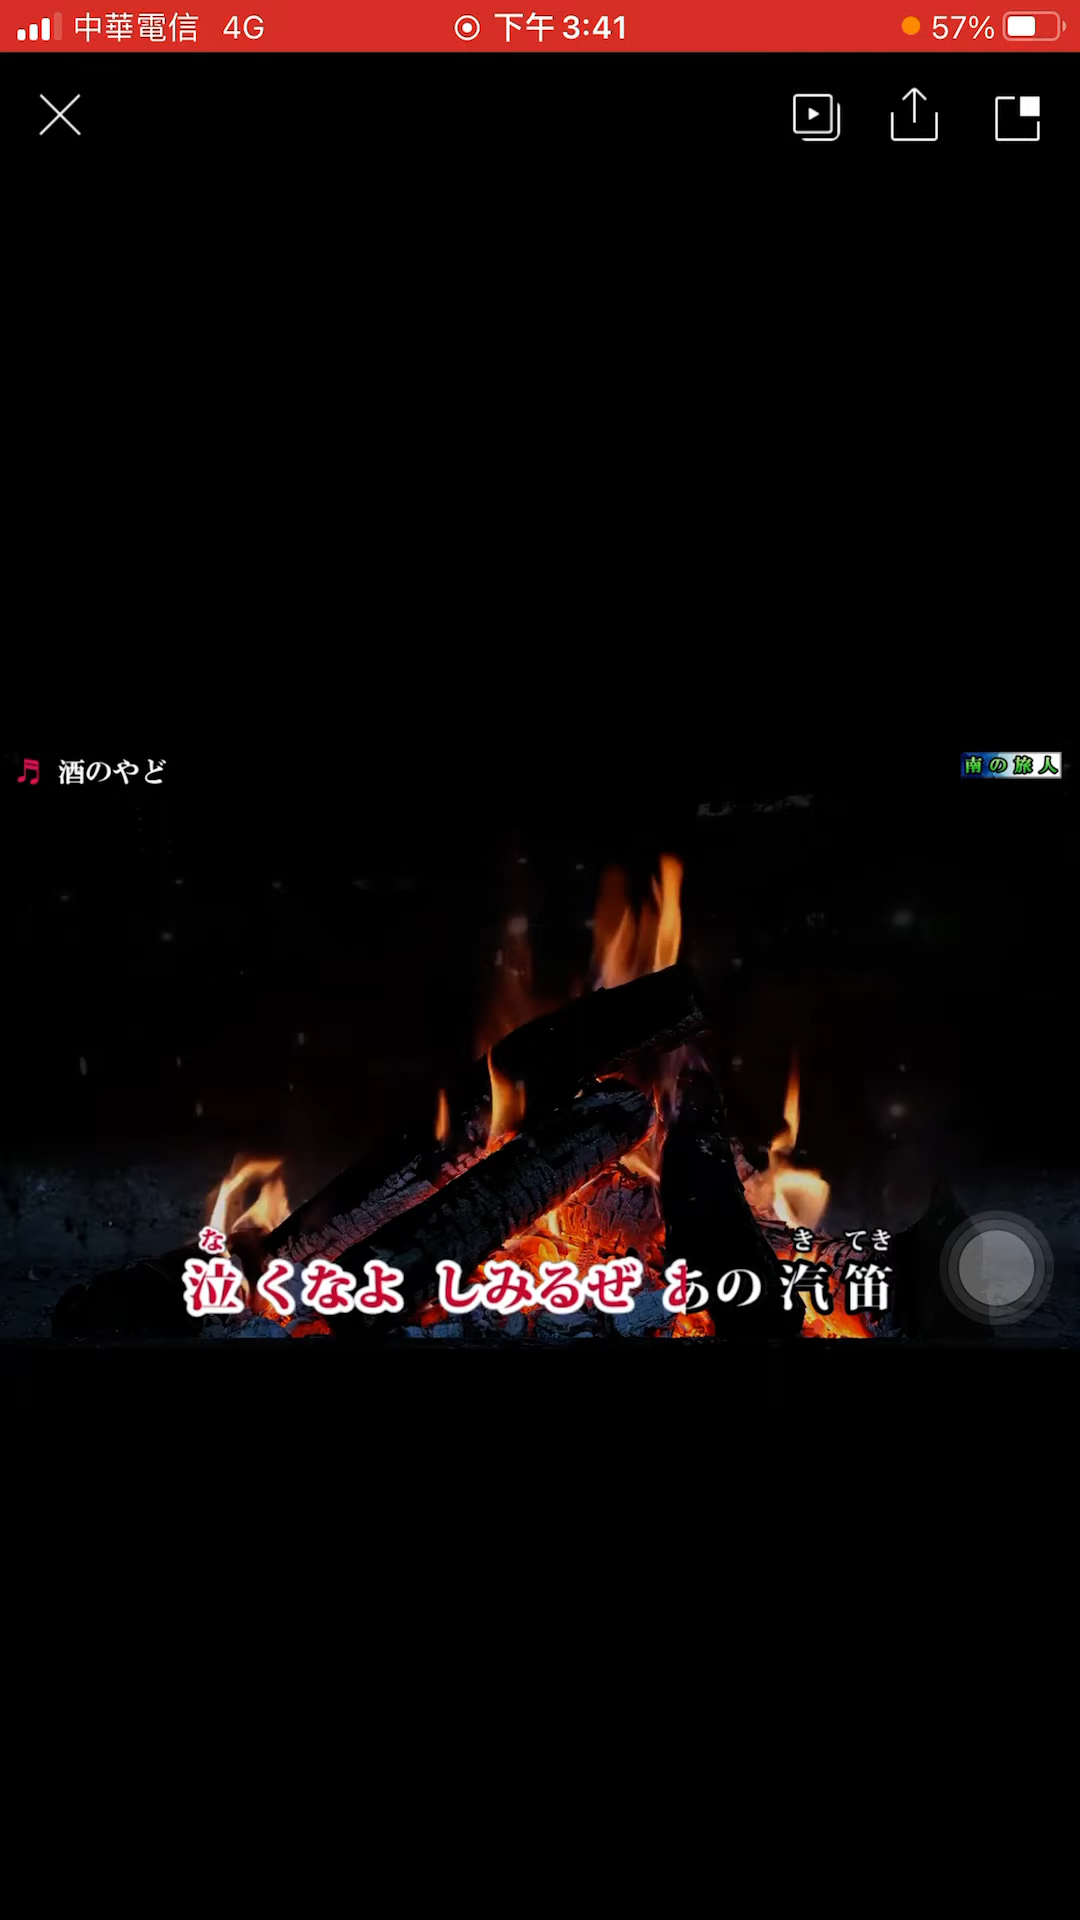 中華電信 4G 下午3:41 57%
酒のやど
南の旅人
な き てき
泣くなよ しみるぜ あの汽笛